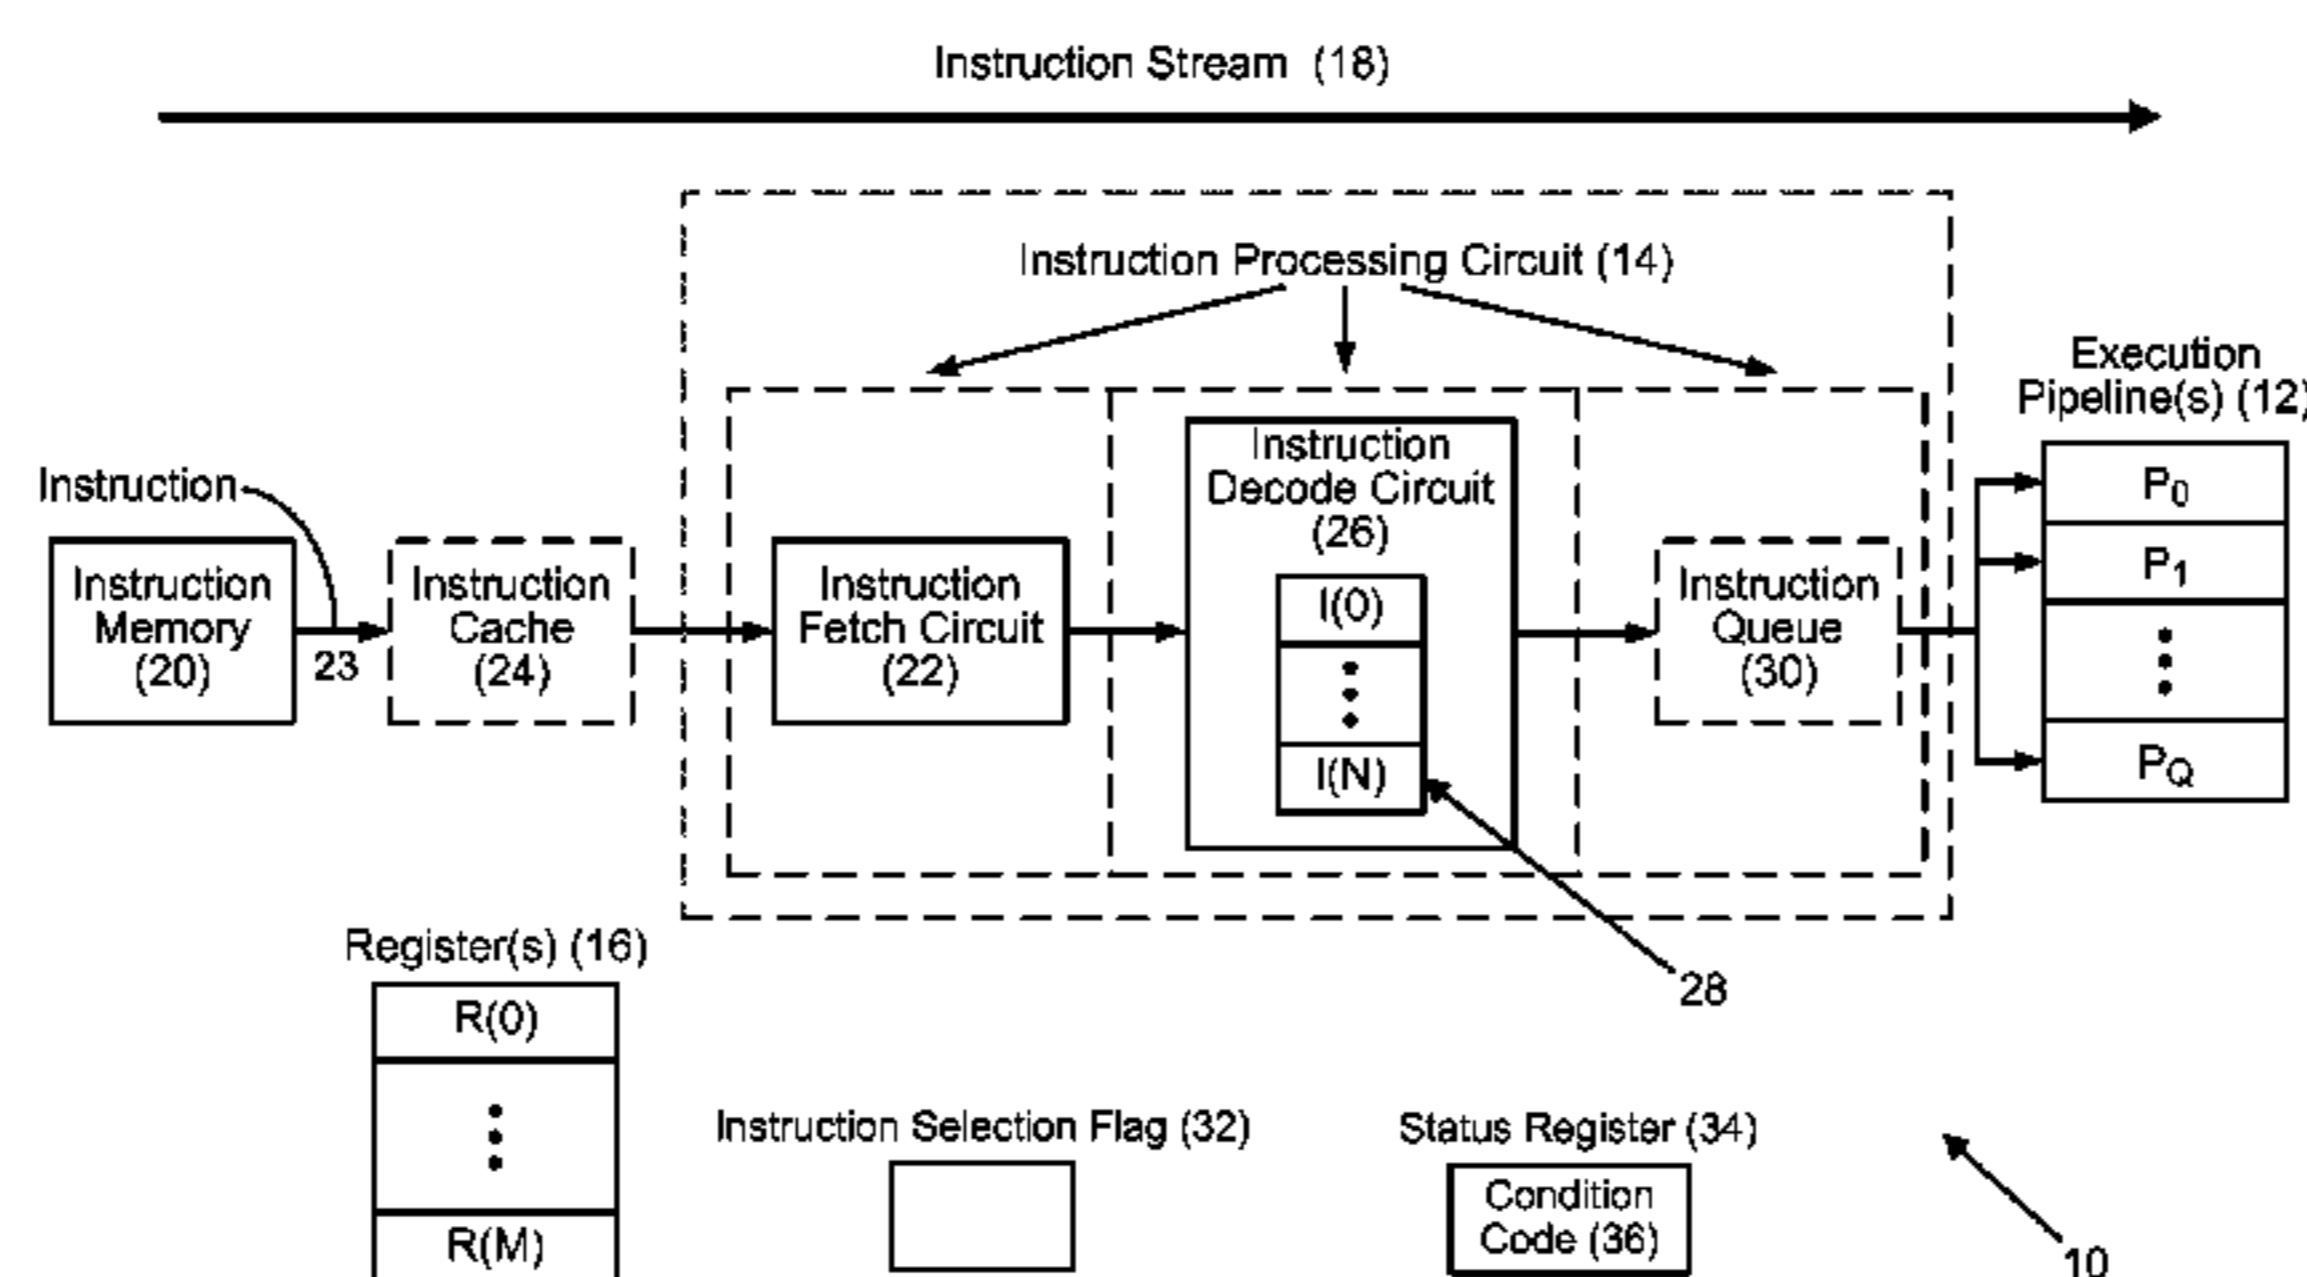 Instruction Stream (18)
Instruction Processing Circuit (14)
Execution
Pipeline(s) (12)
Instruction
Instruction
Memory
(20)
23
Instruction
Cache
(24)
Instruction
Fetch Circuit
(22)
Instruction
Decode Circuit
(26)
I(0)
I(N)
Instruction
Queue
(30)
P0
P1
PQ
28
Register(s) (16)
R(0)
R(M)
Instruction Selection Flag (32)
Status Register (34)
Condition
Code (36)
10